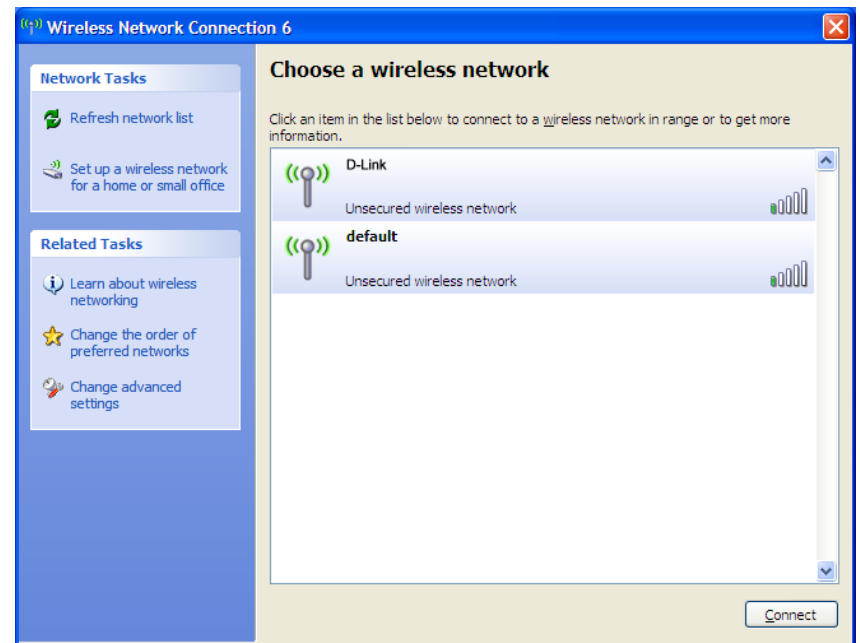 Wireless Network Connection 6
Network Tasks
Refresh network list
Set up a wireless network
for a home or small office
Related Tasks
Learn about wireless
networking
Change the order of
preferred networks
Change advanced
settings
Choose a wireless network
Click an item in the list below to connect to a wireless network in range or to get more
information.
D-Link
Unsecured wireless network
default
Unsecured wireless network
Connect